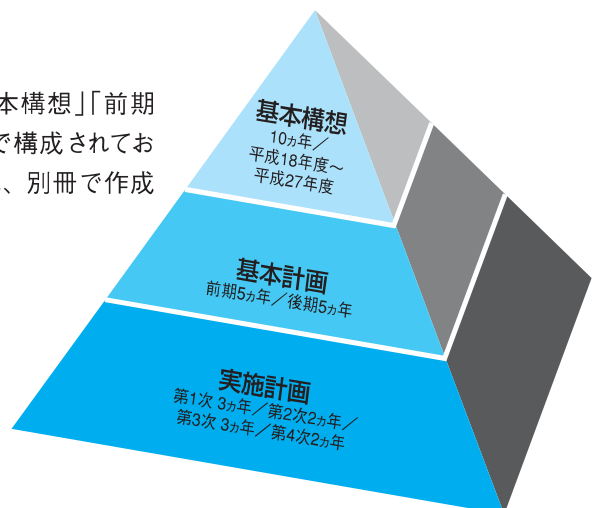 本構想」「前期
で構成されてお
、別冊で作成
基本構想
10ヵ年／
平成18年度〜
平成27年度
基本計画
前期5ヵ年／後期5ヵ年
実施計画
第1次 3ヵ年／第2次2ヵ年／
第3次 3ヵ年／第4次2ヵ年